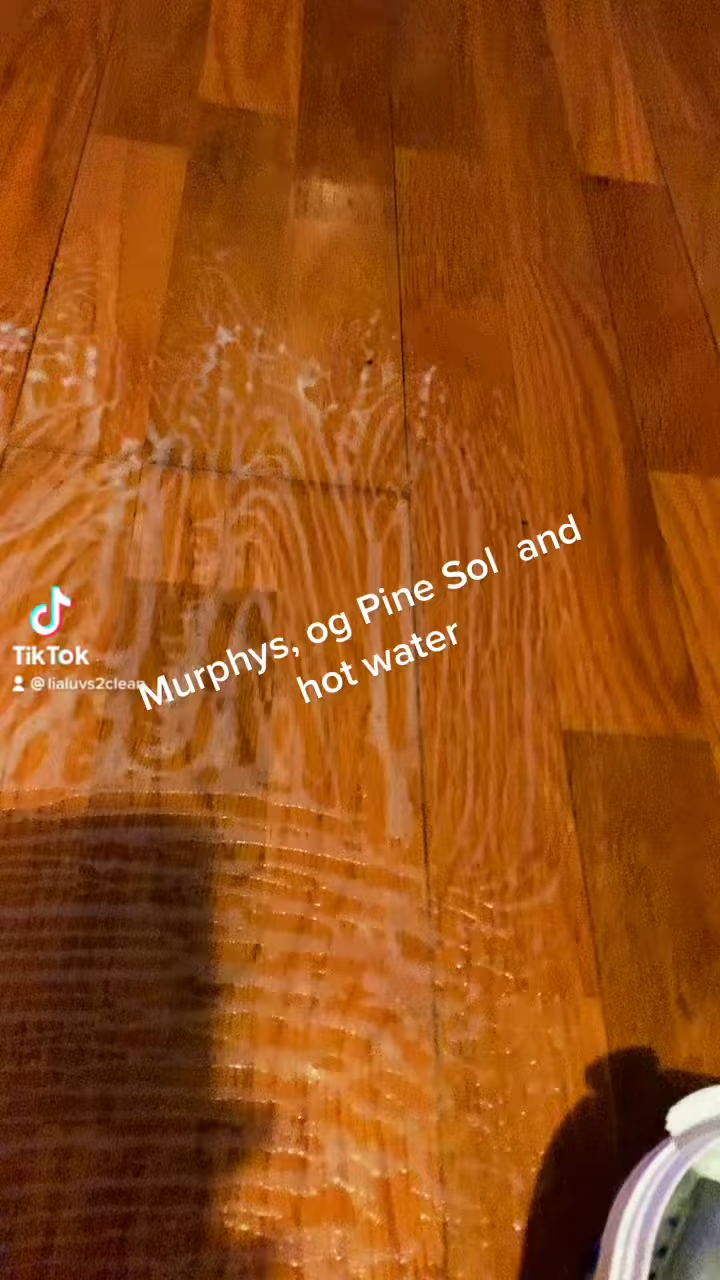 Murphys, og Pine Sol and
hot water
TikTok
@lialuvs2clean